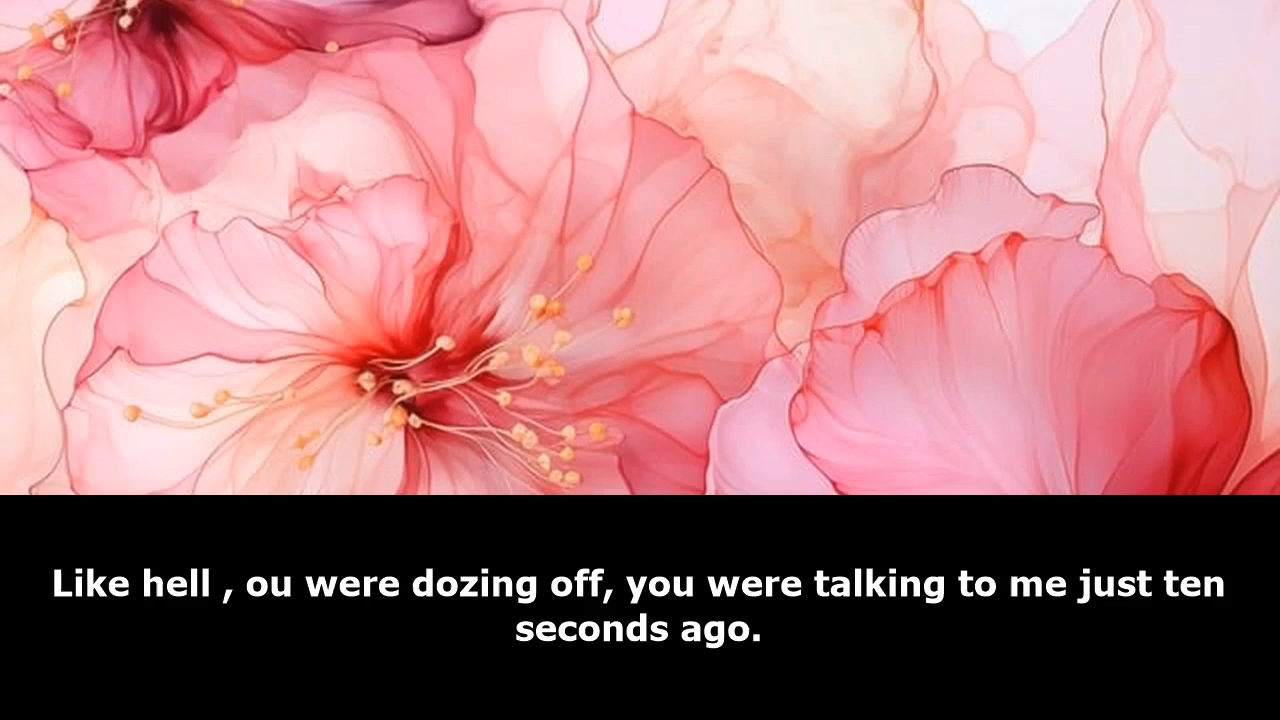 Like hell , ou were dozing off, you were talking to me just ten
seconds ago.